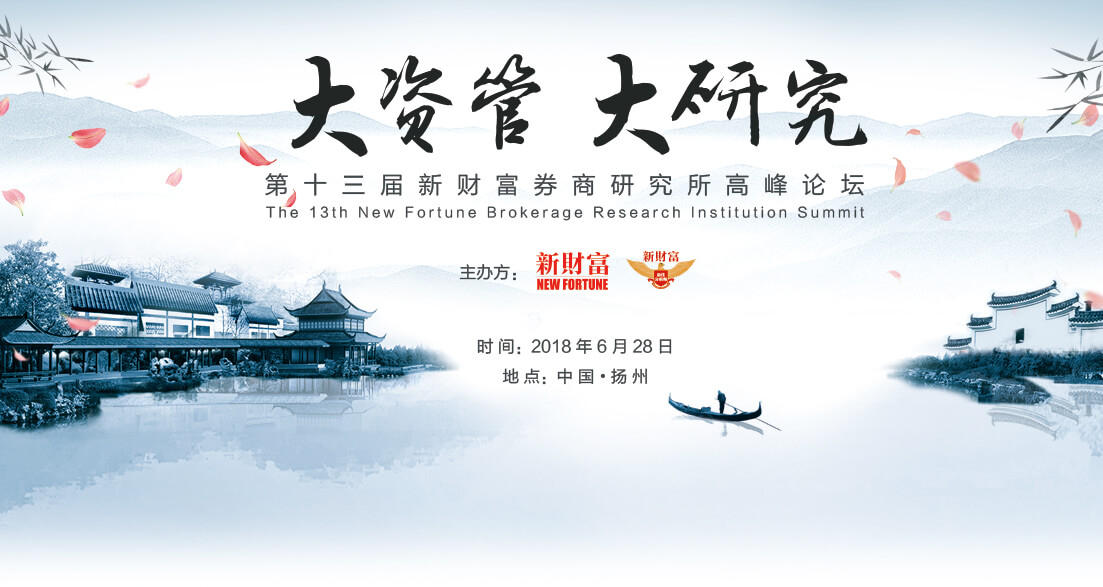 大资管 大研究
第十三届新财富券商研究所高峰论坛
The 13th New Fortune Brokerage Research Institution Summit
主办方：
新財富
NEW FORTUNE
新財富
时间：2018年6月28日
地点：中国·扬州